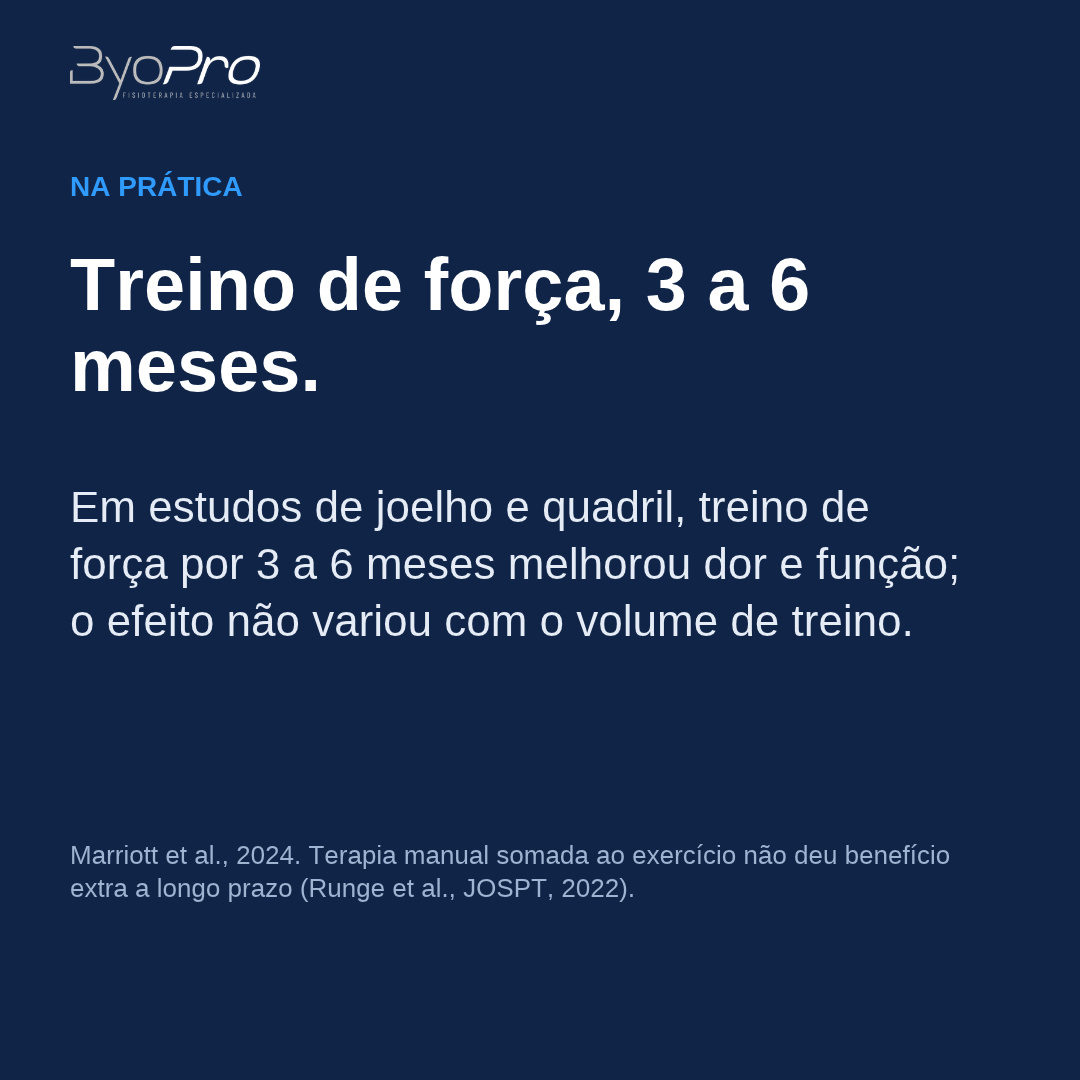 ByoPro
FISIOTERAPIA ESPECIALIZADA
NA PRÁTICA
Treino de força, 3 a 6
meses.
Em estudos de joelho e quadril, treino de
força por 3 a 6 meses melhorou dor e função;
o efeito não variou com o volume de treino.
Marriott et al., 2024. Terapia manual somada ao exercício não deu benefício
extra a longo prazo (Runge et al., JOSPT, 2022).